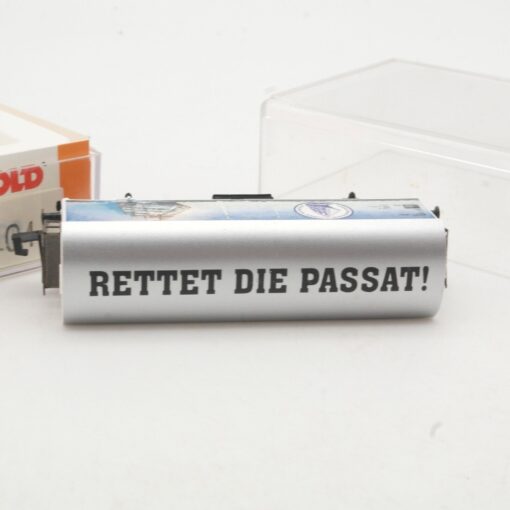 OLD
RETTET DIE PASSAT!